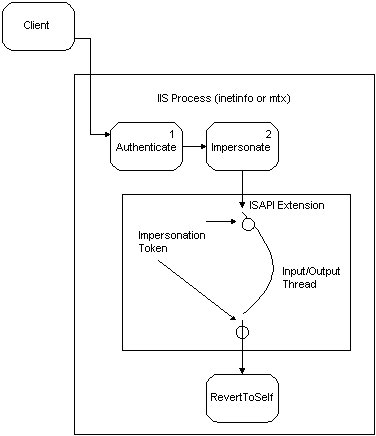 Client
IIS Process (inetinfo or mtx)
1
Authenticate
2
Impersonate
ISAPI Extension
Impersonation
Token
Input/Output
Thread
RevertToSelf